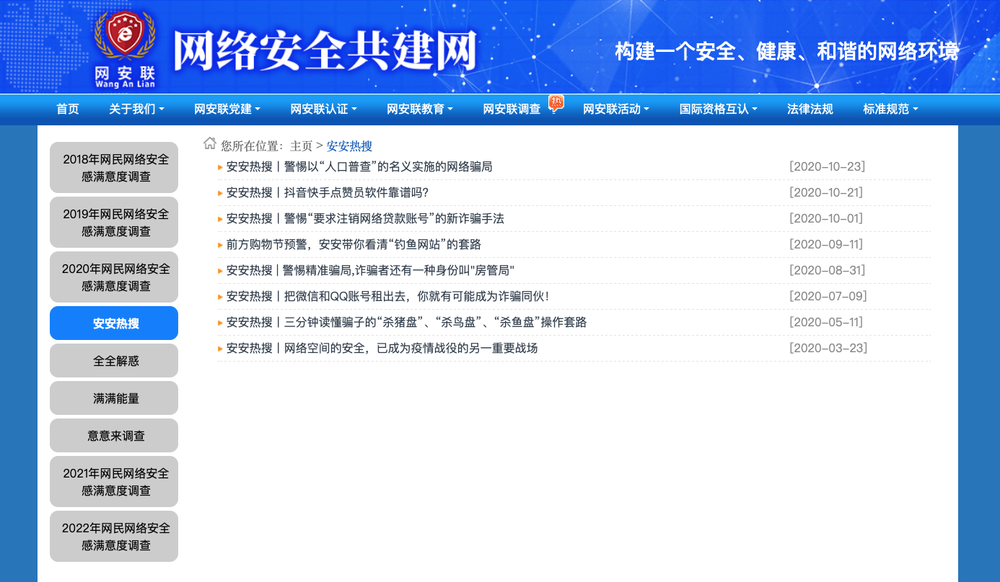 网安联
Wang An Lian
网络安全共建网
构建一个安全、健康、和谐的网络环境
首页 关于我们 网安联党建 网安联认证 网安联教育 网安联调查 热 网安联活动 国际资格互认 法律法规 标准规范
2018年网民网络安全
感满意度调查
2019年网民网络安全
感满意度调查
2020年网民网络安全
感满意度调查
安安热搜
全全解惑
满满能量
意意来调查
2021年网民网络安全
感满意度调查
2022年网民网络安全
感满意度调查
您所在位置：主页 > 安安热搜
安安热搜丨警惕以“人口普查”的名义实施的网络骗局 [2020-10-23]
安安热搜丨抖音快手点赞员软件靠谱吗? [2020-10-21]
安安热搜丨警惕“要求注销网络贷款账号”的新诈骗手法 [2020-10-01]
前方购物节预警，安安带你看清“钓鱼网站”的套路 [2020-09-11]
安安热搜 | 警惕精准骗局,诈骗者还有一种身份叫"房管局" [2020-08-31]
安安热搜丨把微信和QQ账号租出去，你就有可能成为诈骗同伙！ [2020-07-09]
安安热搜丨三分钟读懂骗子的“杀猪盘”、“杀鸟盘”、“杀鱼盘”操作套路 [2020-05-11]
安安热搜丨网络空间的安全，已成为疫情战役的另一重要战场 [2020-03-23]